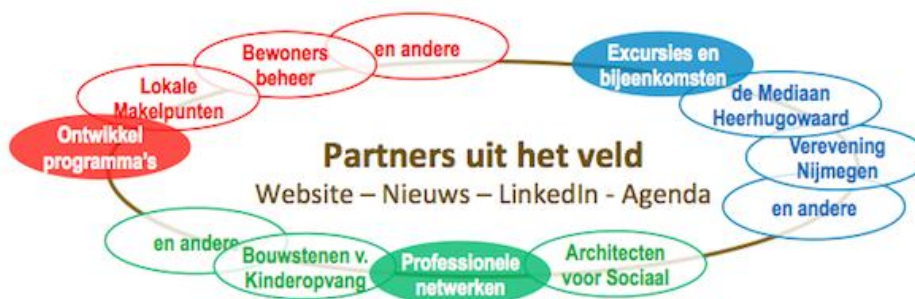 en andere
Bewoners
beheer
Lokale
Makelpunten
Ontwikkel
programma's
Excursies en
bijeenkomsten
de Mediaan
Heerhugowaard
Verevening
Nijmegen
en andere
Partners uit het veld
Website – Nieuws – LinkedIn - Agenda
en andere
Bouwstenen v.
Kinderopvang
Professionele
netwerken
Architecten
voor Sociaal